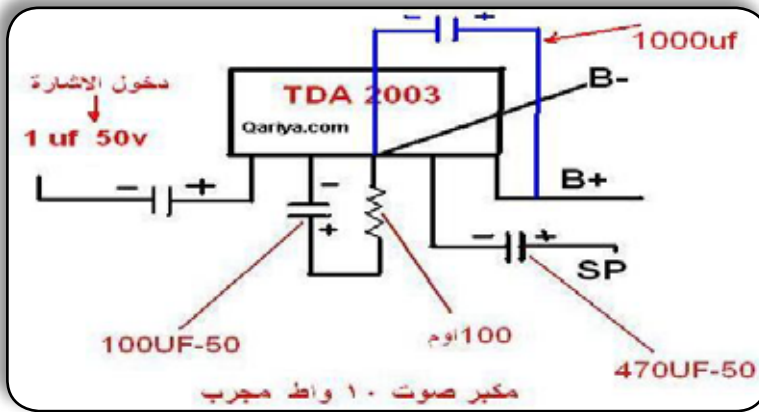 - +
1000uf
B-
دخول الاشارة
TDA 2003
Qariya.com
1 uf 50v
- +
-
+
B+
- +
SP
100UF-50
100اوم
470UF-50
مكبر صوت ١٠ واط مجرب